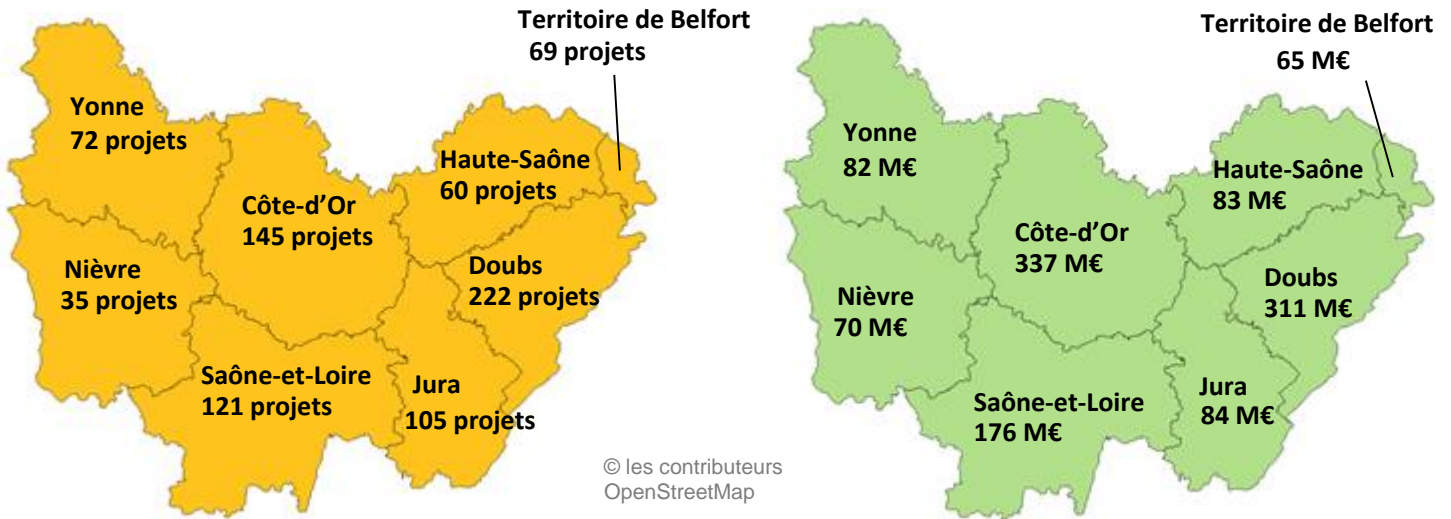 Territoire de Belfort
69 projets
Yonne
72 projets
Haute-Saône
60 projets
Côte-d’Or
145 projets
Nièvre
35 projets
Doubs
222 projets
Saône-et-Loire
121 projets
Jura
105 projets
© les contributeurs
OpenStreetMap
Territoire de Belfort
65 M€
Yonne
82 M€
Haute-Saône
83 M€
Côte-d’Or
337 M€
Nièvre
70 M€
Doubs
311 M€
Saône-et-Loire
176 M€
Jura
84 M€